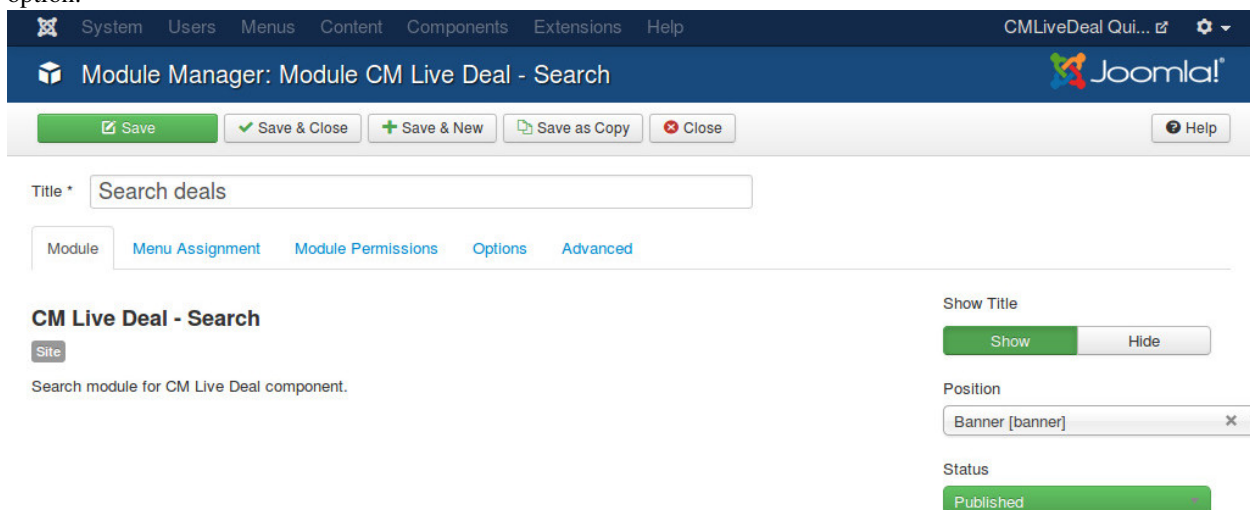 option.
System Users Menus Content Components Extensions Help CMLiveDeal Qui...
Module Manager: Module CM Live Deal - Search Joomla!®
Save Save & Close Save & New Save as Copy Close Help
Title * Search deals
Module Menu Assignment Module Permissions Options Advanced
Show Title
CM Live Deal - Search
Show Hide
Site
Search module for CM Live Deal component.
Position
Banner [banner]
Status
Published